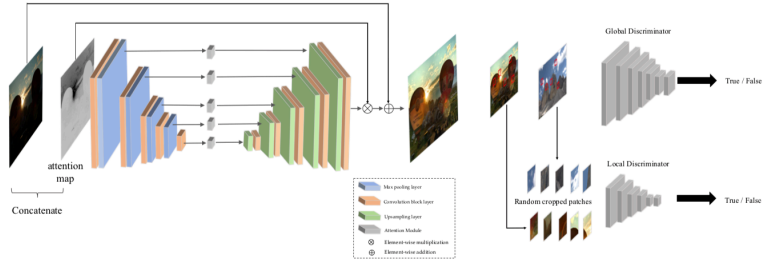 attention
map
Concatenate
Max pooling layer
Convolution block layer
Upsampling layer
Attention Module
Element-wise multiplication
Element-wise addition
Global Discriminator
True / False
Random cropped patches
Local Discriminator
True / False